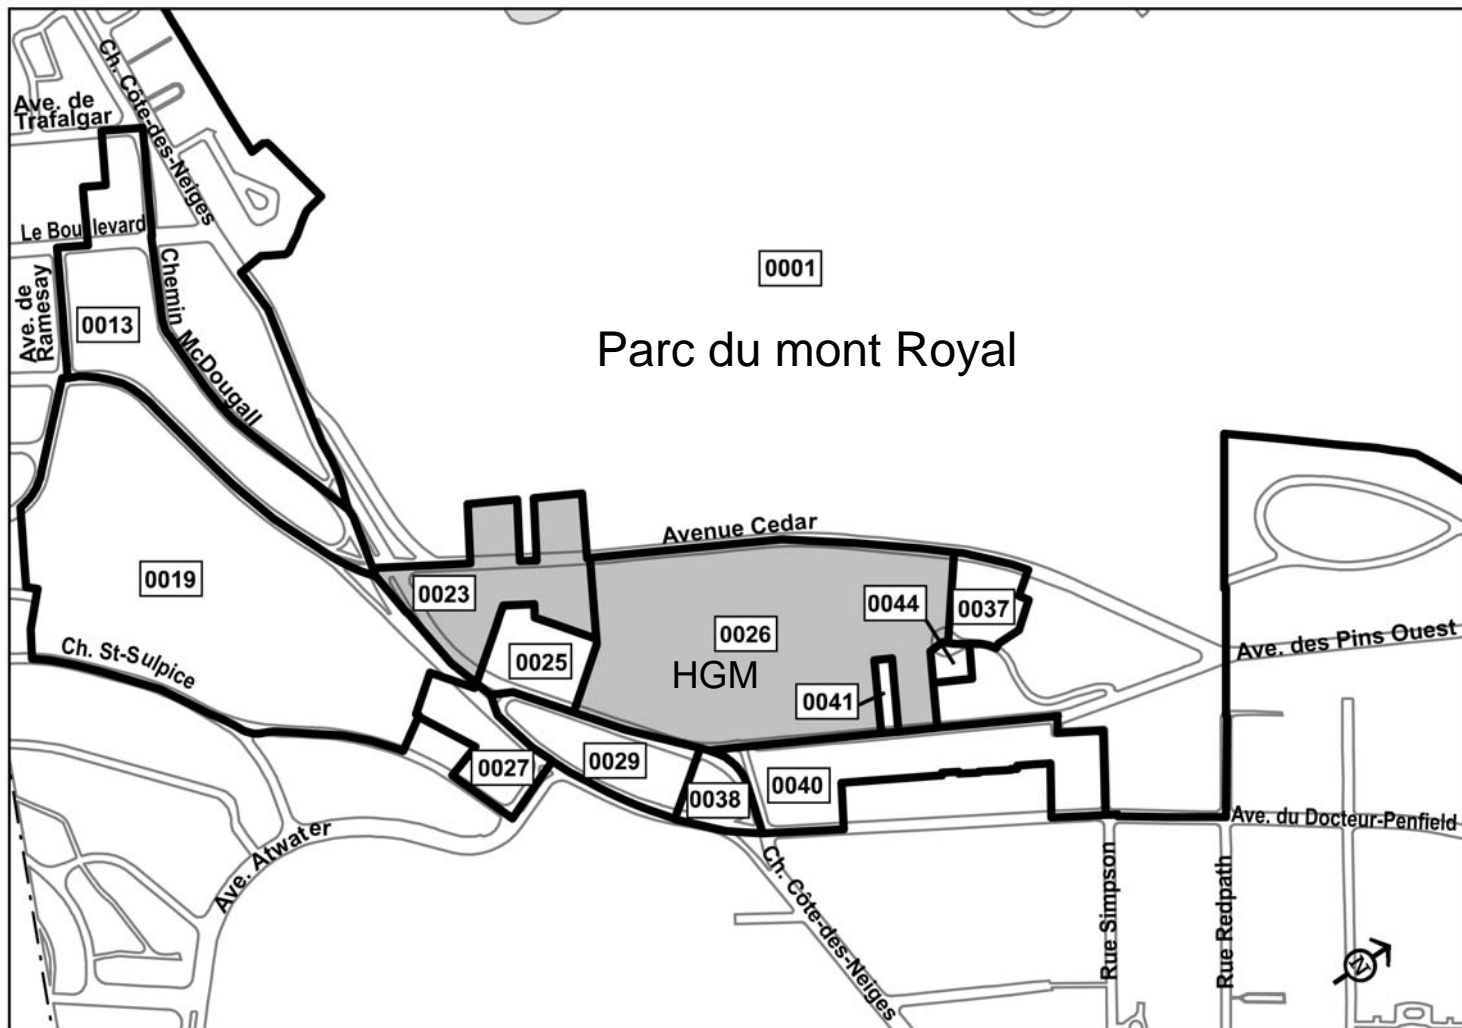 Ch. Côte-des-Neiges
Ave. de
Trafalgar
Le Boulevard
Ave. de
Ramesay
0013
Chemin McDougall
0001
Parc du mont Royal
Avenue Cedar
0019
0023
0025
0026
HGM
0044
0037
0041
Ave. des Pins Ouest
Ch. St-Sulpice
0027
0029
0038
0040
Ave. du Docteur-Penfield
Ave. Atwater
Ch. Côte-des-Neiges
Rue Simpson
Rue Redpath
N